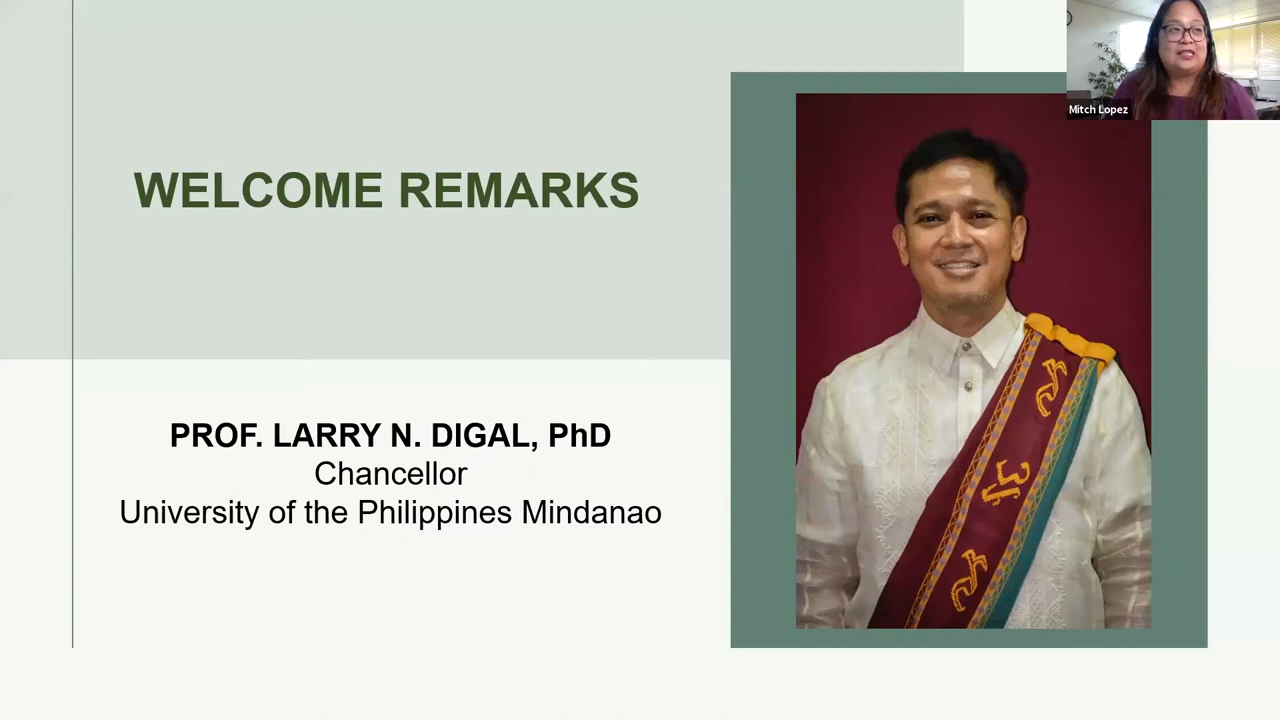 WELCOME REMARKS
PROF. LARRY N. DIGAL, PhD
Chancellor
University of the Philippines Mindanao
Mitch Lopez